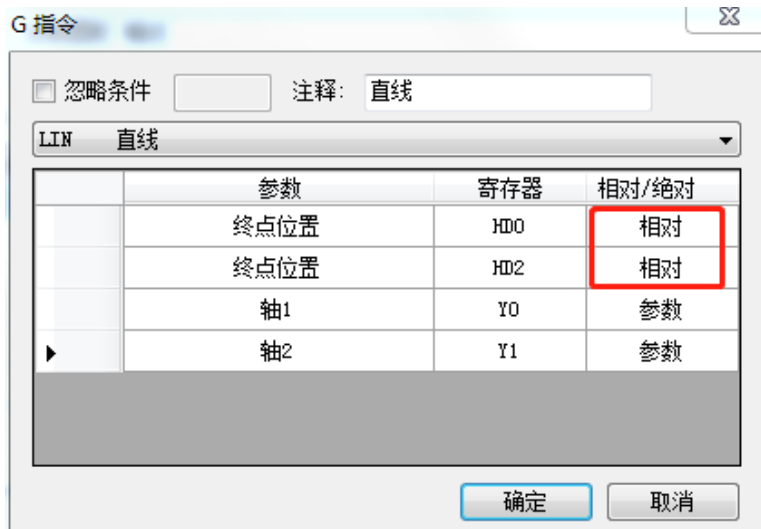 G 指令
忽略条件 注释: 直线
LIN 直线
参数 寄存器 相对/绝对
终点位置 HD0 相对
终点位置 HD2 相对
轴1 Y0 参数
轴2 Y1 参数
确定 取消